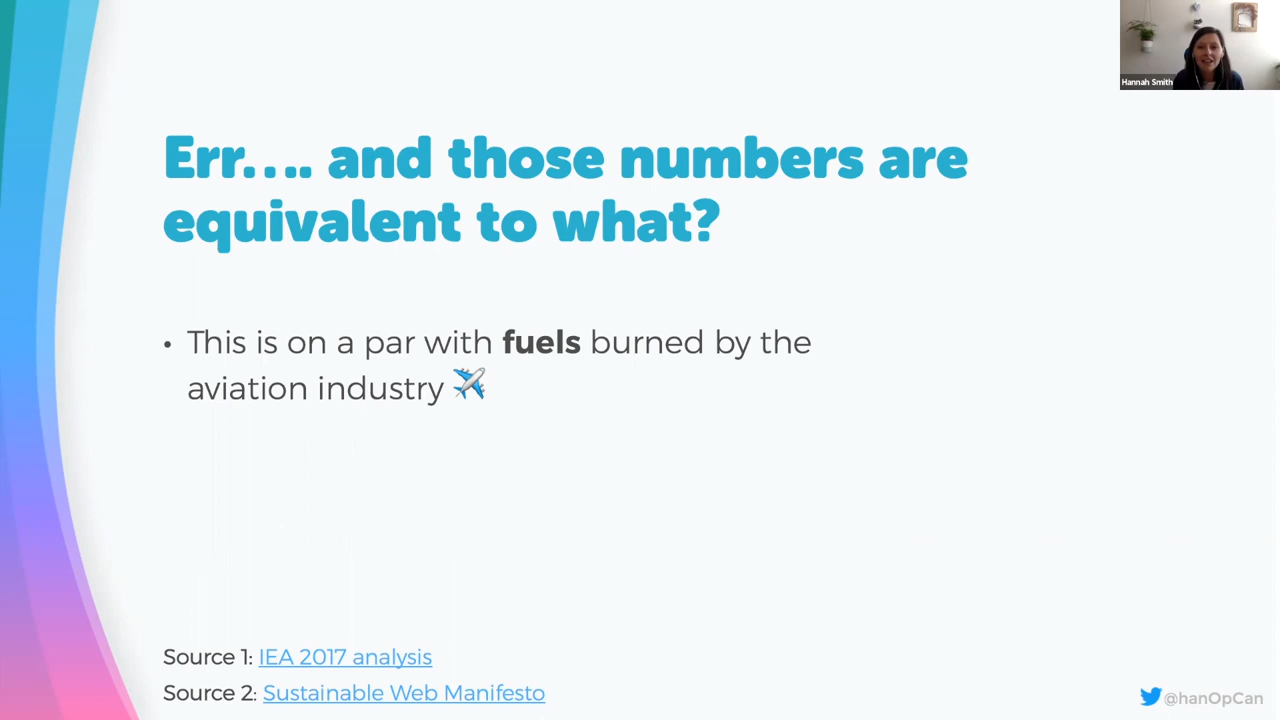 Hannah Smith
Err.... and those numbers are
equivalent to what?
• This is on a par with fuels burned by the
aviation industry ✈️
Source 1: IEA 2017 analysis
Source 2: Sustainable Web Manifesto
@hanOpCan